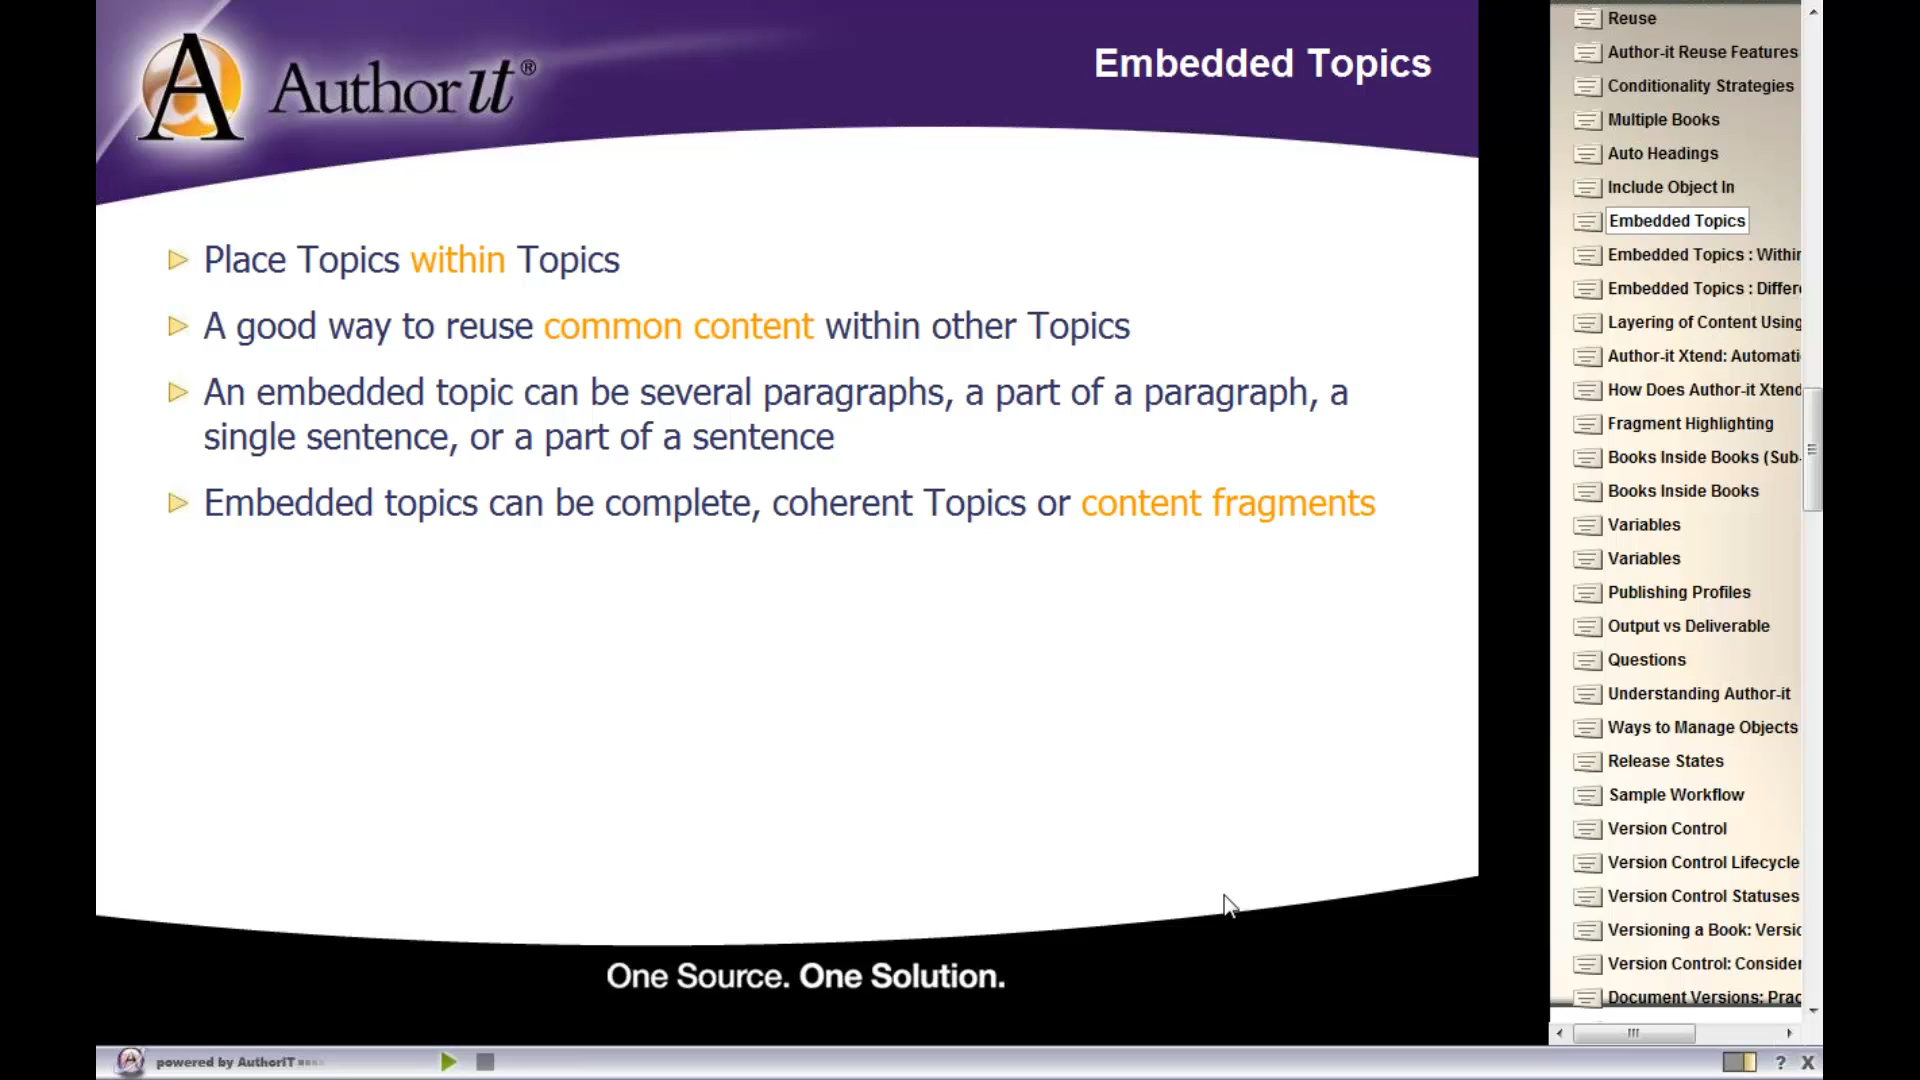 Author it®
Embedded Topics
Place Topics within Topics
A good way to reuse common content within other Topics
An embedded topic can be several paragraphs, a part of a paragraph, a
single sentence, or a part of a sentence
Embedded topics can be complete, coherent Topics or content fragments
One Source. One Solution.
powered by AuthorIT
Reuse
Author-it Reuse Features
Conditionality Strategies
Multiple Books
Auto Headings
Include Object In
Embedded Topics
Embedded Topics : Within
Embedded Topics : Differe
Layering of Content Using
Author-it Xtend: Automati
How Does Author-it Xtend
Fragment Highlighting
Books Inside Books (Sub-
Books Inside Books
Variables
Variables
Publishing Profiles
Output vs Deliverable
Questions
Understanding Author-it
Ways to Manage Objects
Release States
Sample Workflow
Version Control
Version Control Lifecycle
Version Control Statuses
Versioning a Book: Versio
Version Control: Consider
Document Versions: Prac
? X